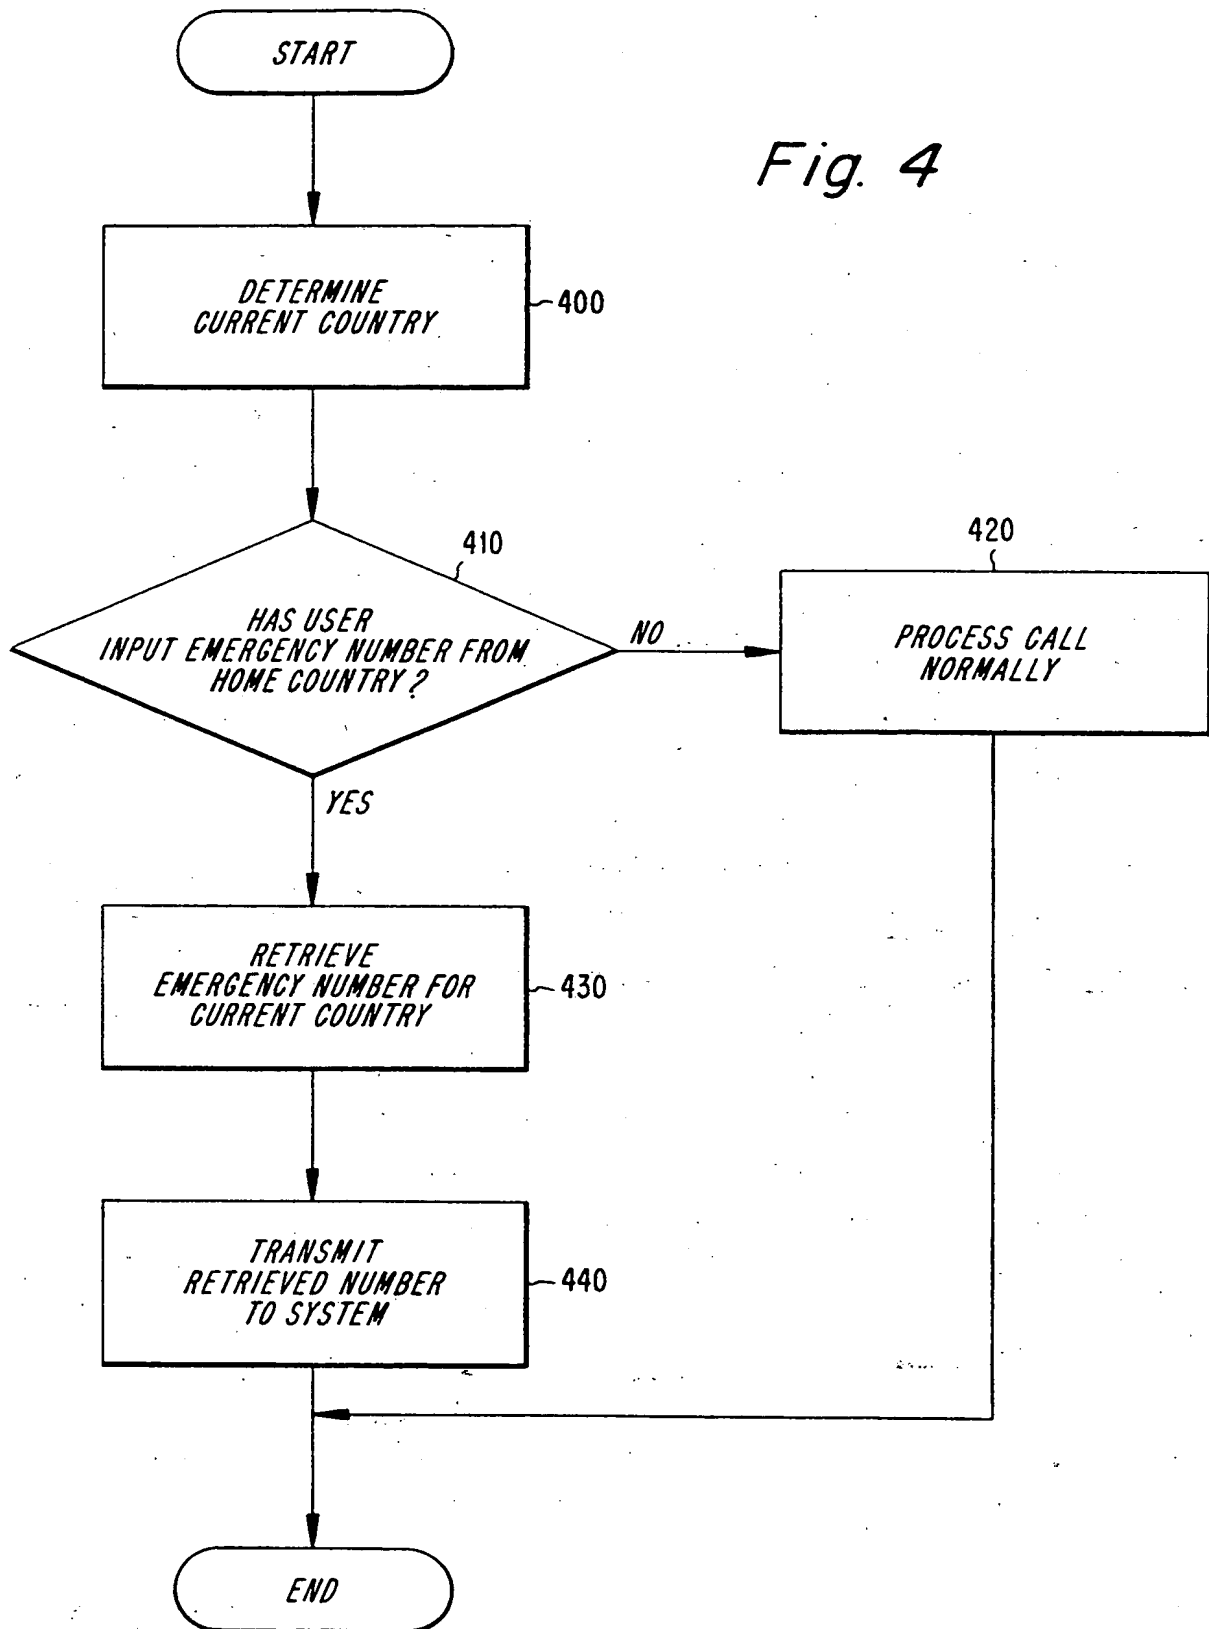 START
Fig. 4
DETERMINE
CURRENT COUNTRY
400
410
HAS USER
INPUT EMERGENCY NUMBER FROM
HOME COUNTRY?
NO
420
PROCESS CALL
NORMALLY
YES
RETRIEVE
EMERGENCY NUMBER FOR
CURRENT COUNTRY
430
TRANSMIT
RETRIEVED NUMBER
TO SYSTEM
440
END